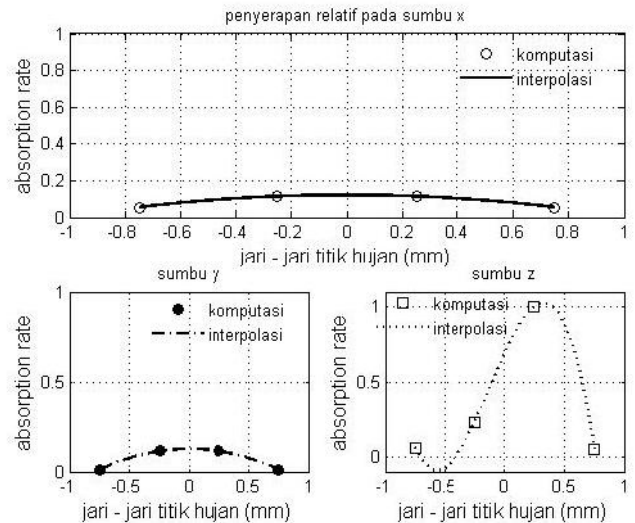 penyerapan relatif pada sumbu x
absorption rate
1
0.8
0.6
0.4
0.2
0
komputasi
interpolasi
-1 -0.8 -0.6 -0.4 -0.2 0 0.2 0.4 0.6 0.8 1
jari - jari titik hujan (mm)
sumbu y
absorption rate
1
0.5
0
komputasi
interpolasi
-1 -0.5 0 0.5 1
jari - jari titik hujan (mm)
sumbu z
absorption rate
1
0.5
0
komputasi
interpolasi
-1 -0.5 0 0.5 1
jari - jari titik hujan (mm)